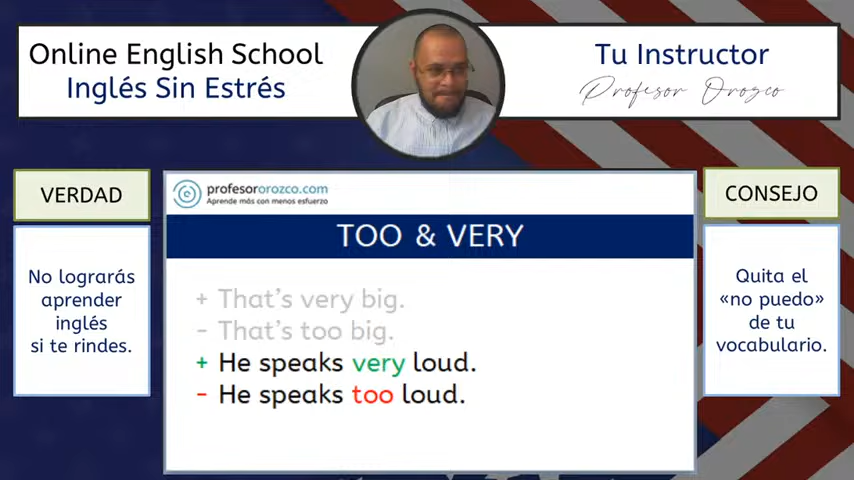 Online English School
Inglés Sin Estrés
Tu Instructor
Profesor Orozco
VERDAD
No lograrás
aprender
inglés
si te rindes.
profesororozco.com
Aprende más con menos esfuerzo
TOO & VERY
+ That's very big.
- That's too big.
+ He speaks very loud.
- He speaks too loud.
CONSEJO
Quita el
«no puedo»
de tu
vocabulario.